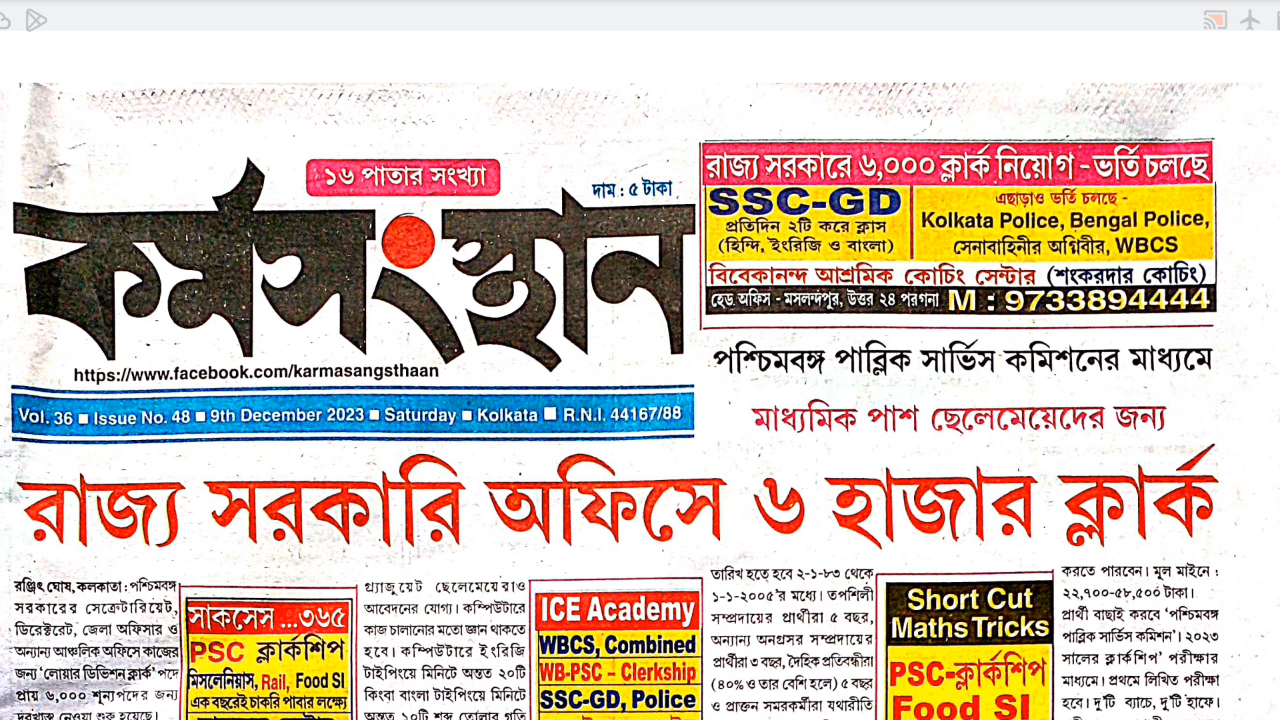 ১৬ পাতার সংখ্যা
দাম : ৫ টাকা
কর্মসংস্থান
https://www.facebook.com/karmasangsthaan
Vol. 36 ■ Issue No. 48 ■ 9th December 2023 ■ Saturday ■ Kolkata ■ R.N.I. 44167/88
রাজ্য সরকারে ৬,০০০ ক্লার্ক নিয়োগ - ভর্তি চলছে
SSC-GD
প্রতিদিন ২টি করে ক্লাস
(হিন্দি, ইংরিজি ও বাংলা)
এছাড়াও ভর্তি চলছে -
Kolkata Police, Bengal Police,
সেনাবাহিনীর অগ্নিবীর, WBCS
বিবেকানন্দ আশ্রমিক কোচিং সেন্টার (শংকরদার কোচিং)
হেড অফিস - মসলন্দপুর, উত্তর ২৪ পরগনা M : 9733894444
পশ্চিমবঙ্গ পাব্লিক সার্ভিস কমিশনের মাধ্যমে
মাধ্যমিক পাশ ছেলেমেয়েদের জন্য
রাজ্য সরকারি অফিসে ৬ হাজার ক্লার্ক
রঞ্জিৎ ঘোষ, কলকাতা : পশ্চিমবঙ্গ
সরকারের সেক্রেটারিয়েট,
ডিরেক্টরেট, জেলা অফিসার ও
অন্যান্য আঞ্চলিক অফিসে কাজের
জন্য 'লোয়ার ডিভিশন ক্লার্ক' পদে
প্রায় ৬,০০০ শূন্যপদের জন্য
দরখাস্ত নেওয়া শুরু হয়েছে।
সাকসেস ...৩৬৫
PSC ক্লার্কশিপ
মিসলেনিয়াস, Rail, Food SI
এক বছরেই চাকরি পাবার লক্ষ্যে
গ্র্যাজুয়েট ছেলেমেয়েরাও
আবেদনের যোগ্য। কম্পিউটারে
কাজ চালানোর মতো জ্ঞান থাকতে
হবে। কম্পিউটারে ইংরিজি
টাইপিংয়ে মিনিটে অন্তত ২০টি
কিংবা বাংলা টাইপিংয়ে মিনিটে
অন্তত ১০টি শব্দ তোলার গতি
ICE Academy
WBCS, Combined
WB-PSC – Clerkship
SSC-GD, Police
তারিখ হতে হবে ২-১-৮৩ থেকে
১-১-২০০৫'র মধ্যে। তপশিলী
সম্প্রদায়ের প্রার্থীরা ৫ বছর,
অন্যান্য অনগ্রসর সম্প্রদায়ের
প্রার্থীরা ৩ বছর, দৈহিক প্রতিবন্ধীরা
(৪০% ও তার বেশি হলে) ৫ বছর
ও প্রাক্তন সমরকর্মীরা যথারীতি
Short Cut
Maths Tricks
PSC-ক্লার্কশিপ
Food SI
করতে পারবেন। মূল মাইনে :
২২,৭০০-৫৮,৫০০ টাকা।
প্রার্থী বাছাই করবে 'পশ্চিমবঙ্গ
পাব্লিক সার্ভিস কমিশন'। ২০২৩
সালের ক্লার্কশিপ' পরীক্ষার
মাধ্যমে। প্রথমে লিখিত পরীক্ষা
হবে। দু'টি ব্যাচে, দু'টি হাফে।